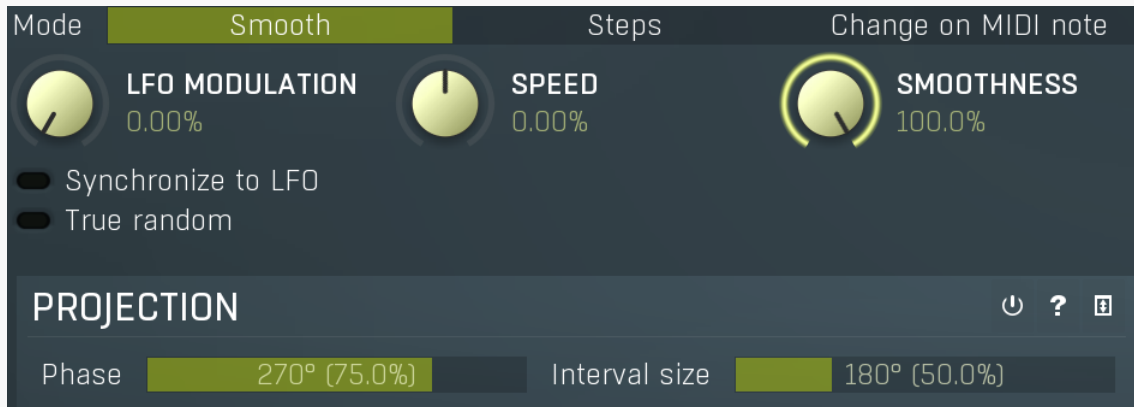 Mode Smooth Steps Change on MIDI note
LFO MODULATION SPEED SMOOTHNESS
0.00% 0.00% 100.0%
Synchronize to LFO
True random
PROJECTION ?
Phase 270° (75.0%) Interval size 180° (50.0%)